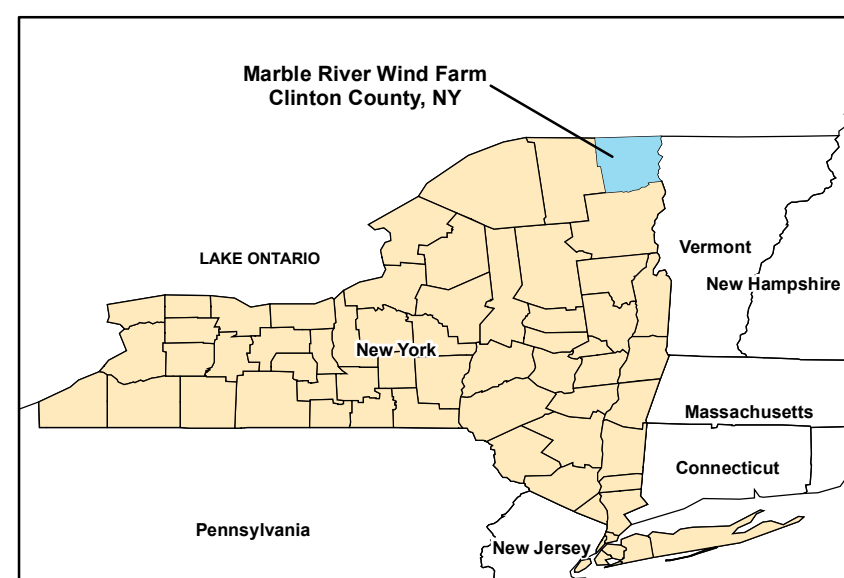 Marble River Wind Farm
Clinton County, NY
LAKE ONTARIO
Vermont
New Hampshire
New York
Massachusetts
Connecticut
Pennsylvania
New Jersey